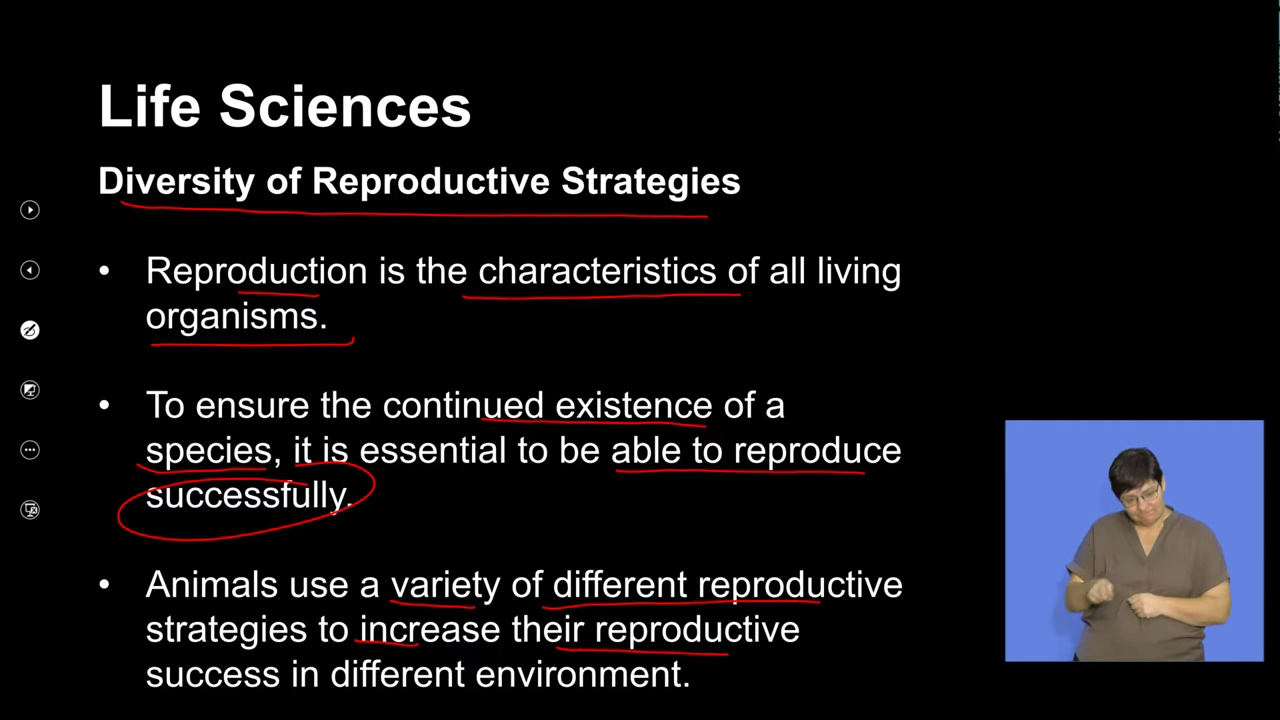 Life Sciences
Diversity of Reproductive Strategies
• Reproduction is the characteristics of all living
organisms.
• To ensure the continued existence of a
species, it is essential to be able to reproduce
successfully.
• Animals use a variety of different reproductive
strategies to increase their reproductive
success in different environment.